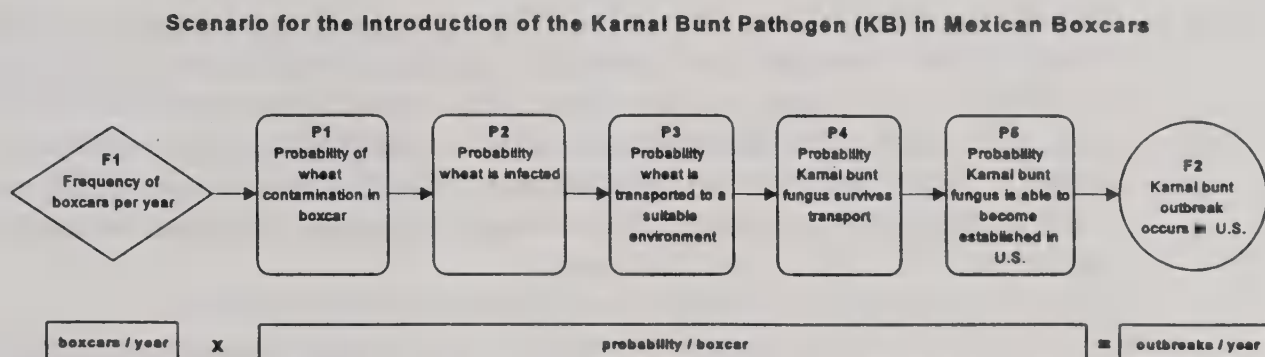 Scenario for the Introduction of the Karnal Bunt Pathogen (KB) in Mexican Boxcars
F1
Frequency of
boxcars per year
P1
Probability of
wheat
contamination in
boxcar
P2
Probability
wheat is infected
P3
Probability
wheat is
transported to a
suitable
environment
P4
Probability
Karnal bunt
fungus survives
transport
P5
Probability
Karnal bunt
fungus is able to
become
established in
U.S.
F2
Karnal bunt
outbreak
occurs in U.S.
boxcars / year
x
probability / boxcar
=
outbreaks / year